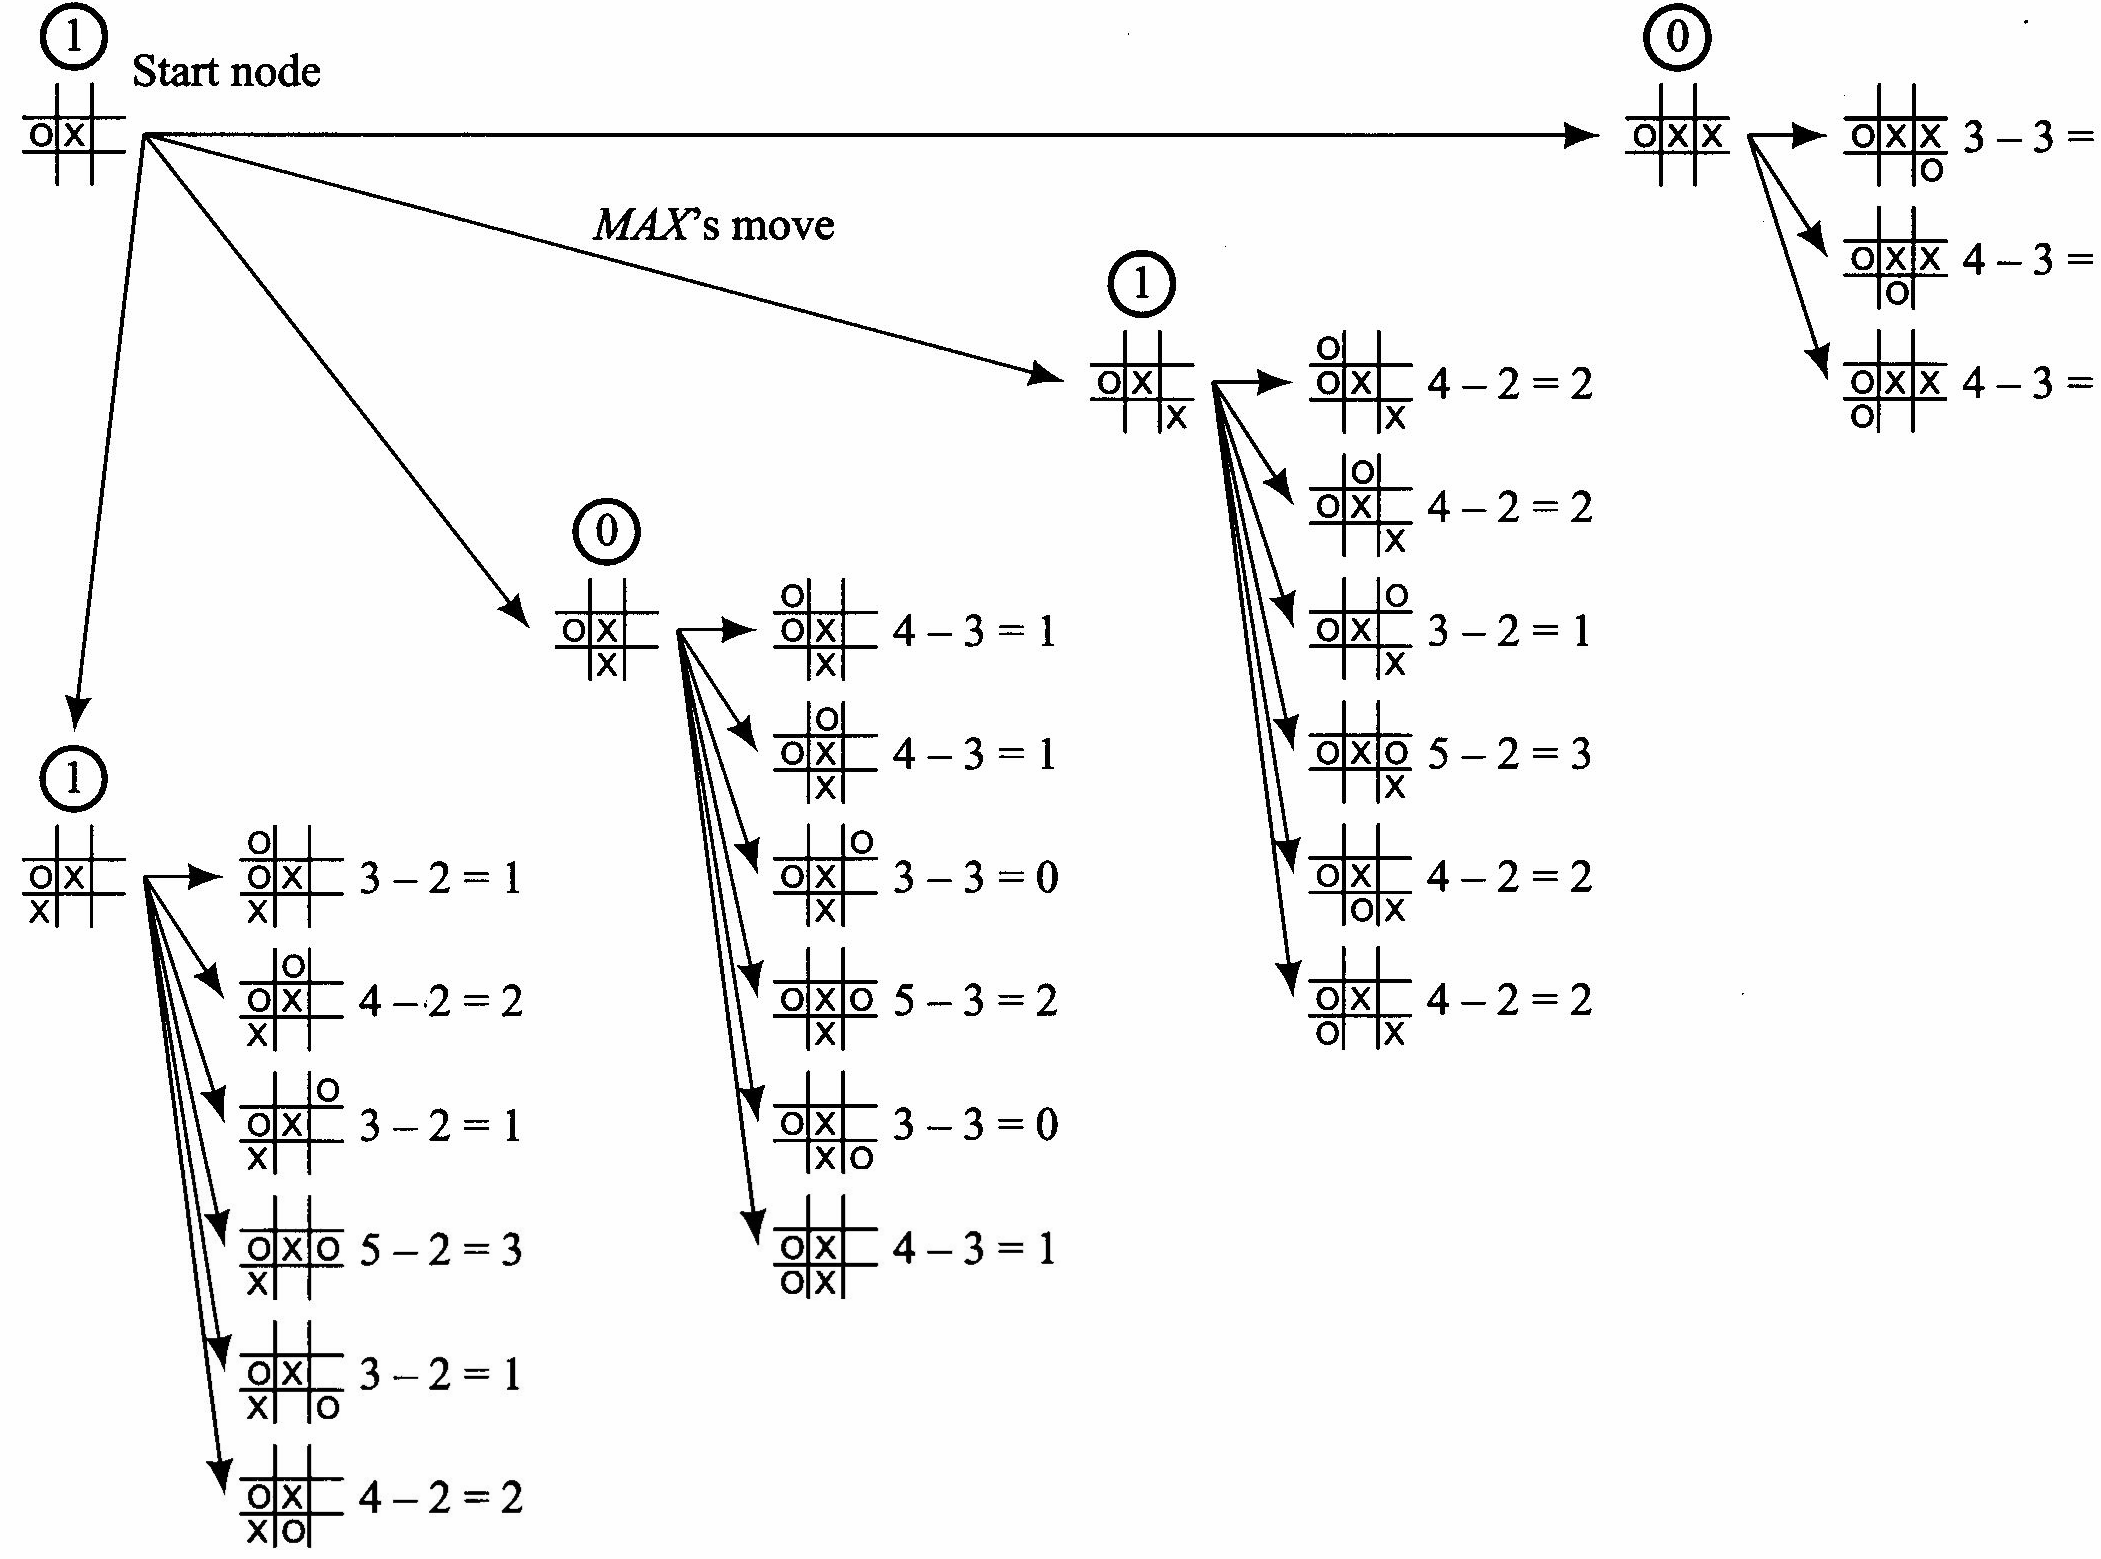 1
Start node
O X
MAX's move
0
O X X
O X X 3 – 3 =
O
O X X 4 – 3 =
O
O X X 4 – 3 =
O
1
O X
X
O
O X 4 – 2 = 2
X
O
O X 4 – 2 = 2
X
O
O X 3 – 2 = 1
X
O X O 5 – 2 = 3
X
O X 4 – 2 = 2
O X
O X 4 – 2 = 2
O X
0
O X
X
O
O X 4 – 3 = 1
X
O
O X 4 – 3 = 1
X
O
O X 3 – 3 = 0
X
O X O 5 – 3 = 2
X
O X 3 – 3 = 0
X O
O X 4 – 3 = 1
O X
1
O X
X
O
O X 3 – 2 = 1
X
O
O X 4 – 2 = 2
X
O
O X 3 – 2 = 1
X
O X O 5 – 2 = 3
X
O X 3 – 2 = 1
X O
O X 4 – 2 = 2
X O